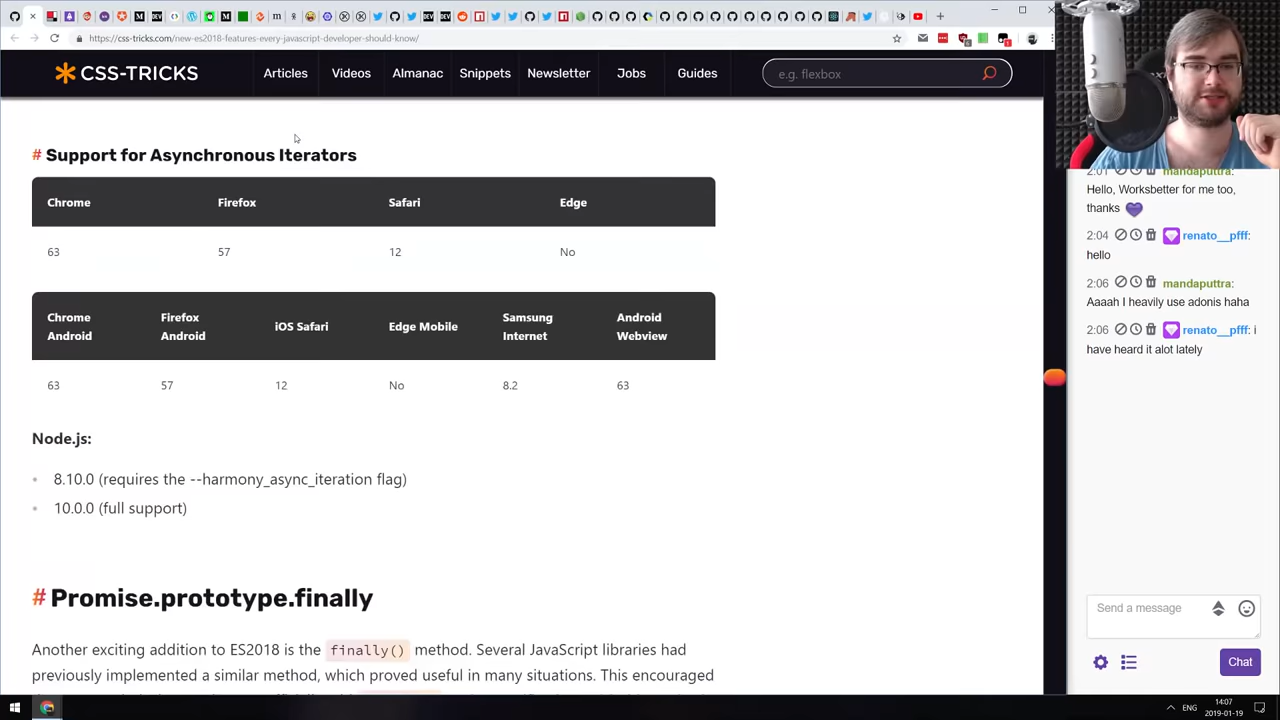 https://css-tricks.com/new-es2018-features-every-javascript-developer-should-know/
CSS-TRICKS
Articles
Videos
Almanac
Snippets
Newsletter
Jobs
Guides
e.g. flexbox
# Support for Asynchronous Iterators
Chrome Firefox Safari Edge
63 57 12 No
Chrome Android
Firefox Android
iOS Safari
Edge Mobile
Samsung Internet
Android Webview
63 57 12 No 8.2 63
Node.js:
8.10.0 (requires the --harmony_async_iteration flag)
10.0.0 (full support)
# Promise.prototype.finally
Another exciting addition to ES2018 is the finally() method. Several JavaScript libraries had
previously implemented a similar method, which proved useful in many situations. This encouraged
2:01 mandaputtra:
Hello, Worksbetter for me too,
thanks
2:04 renato__pfff:
hello
2:06 mandaputtra:
Aaaah I heavily use adonis haha
2:06 renato__pfff: i
have heard it alot lately
Send a message
Chat
ENG
14:07
2019-01-19